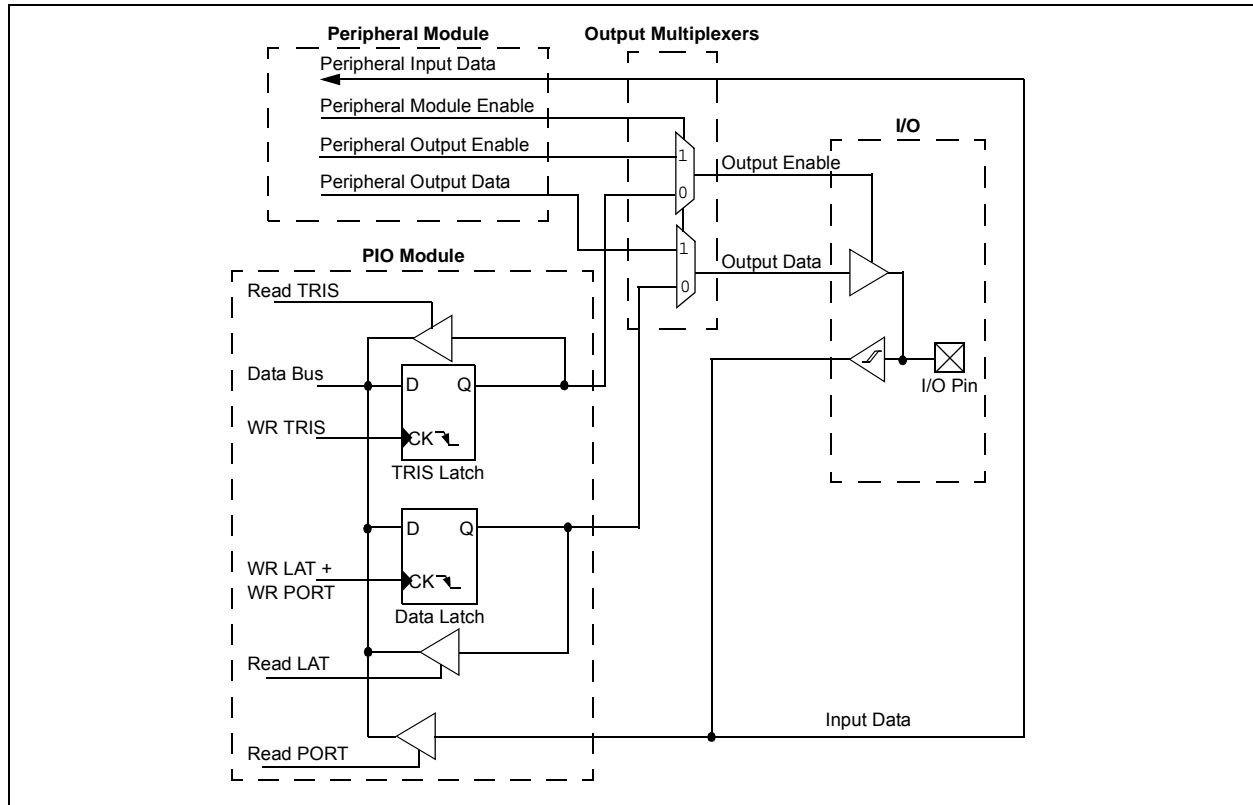 Peripheral Module
Output Multiplexers
Peripheral Input Data
Peripheral Module Enable
Peripheral Output Enable
Peripheral Output Data
1
0
1
0
Output Enable
Output Data
I/O
I/O Pin
PIO Module
Read TRIS
Data Bus
D
Q
WR TRIS
CK
TRIS Latch
D
Q
WR LAT +
WR PORT
CK
Data Latch
Read LAT
Read PORT
Input Data